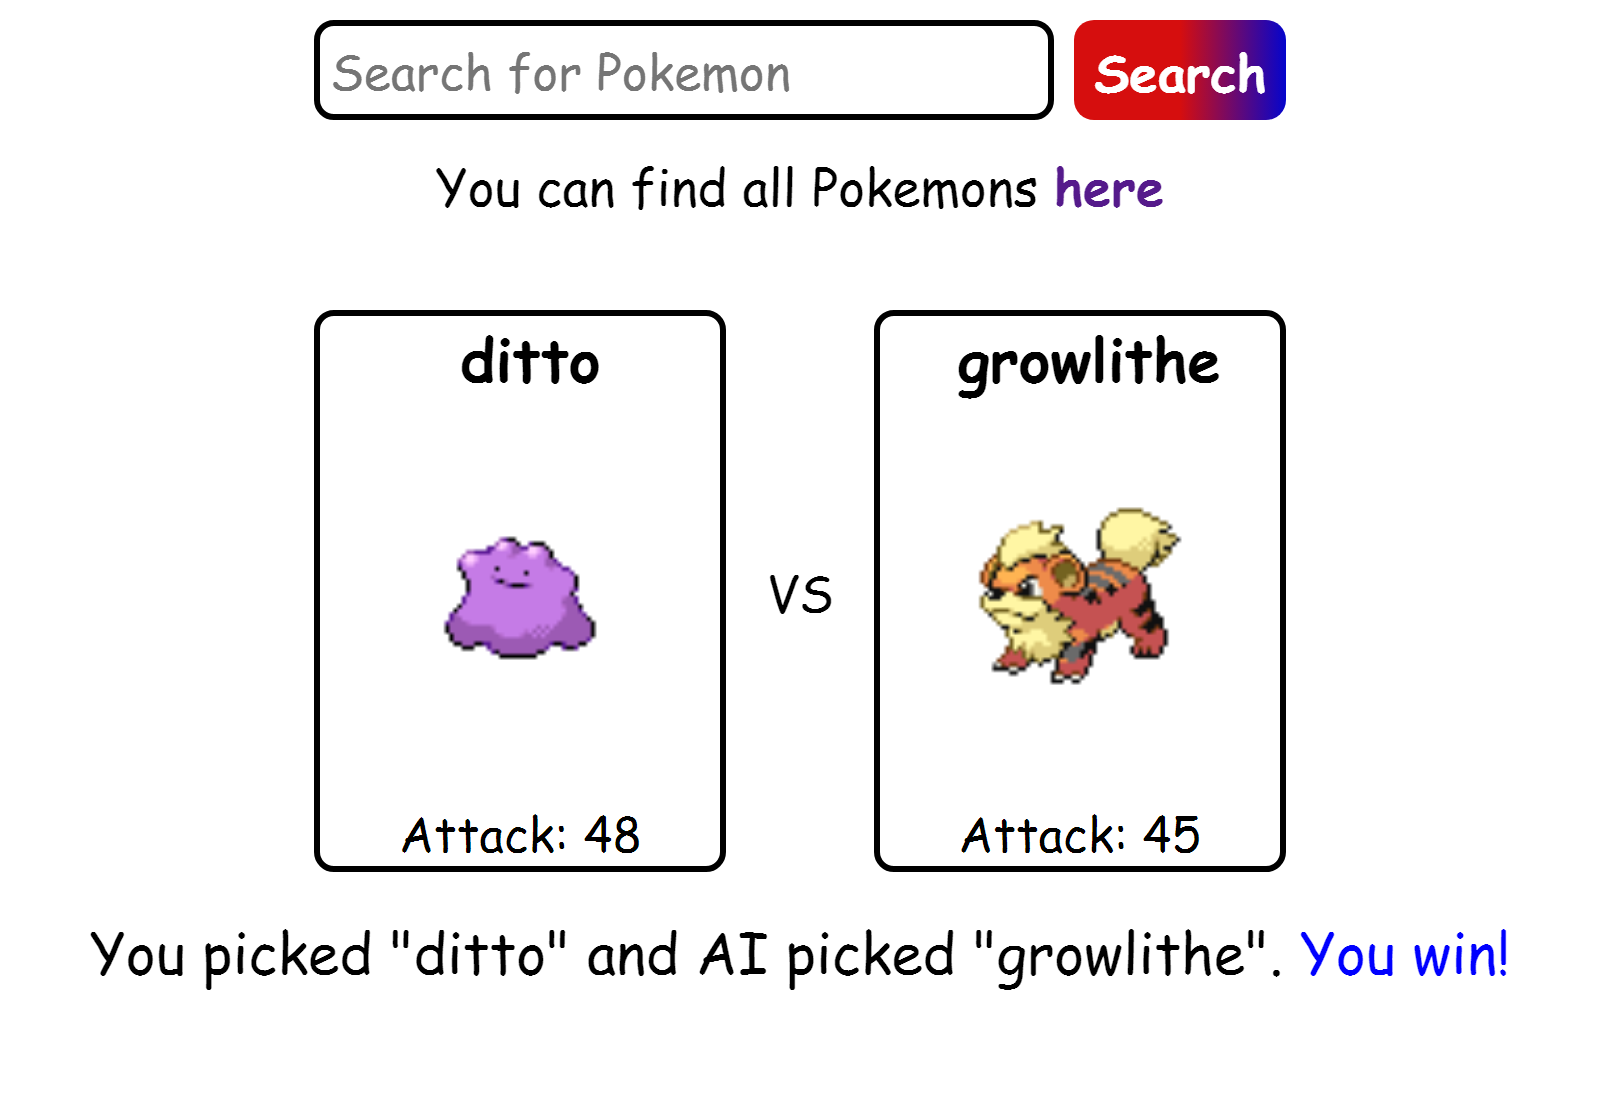 Search for Pokemon Search
You can find all Pokemons here
ditto
growlithe
VS
Attack: 48
Attack: 45
You picked "ditto" and AI picked "growlithe". You win!